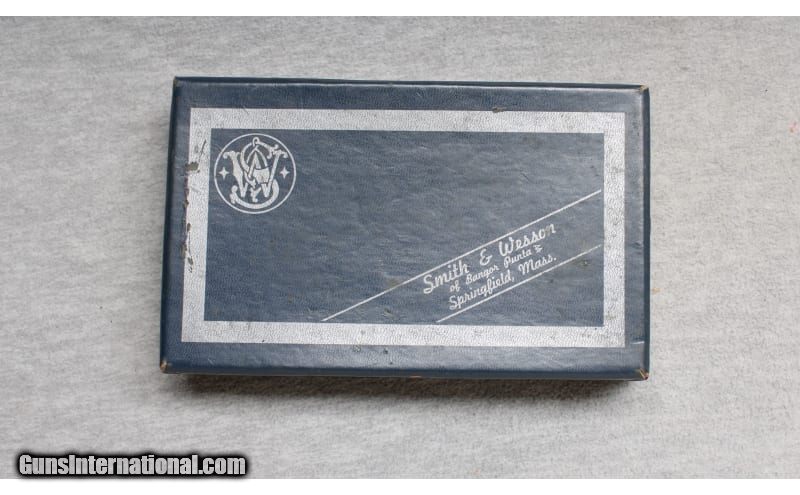 S&W
Smith & Wesson
of Bangor Punta
Springfield, Mass.
GunsInternational.com